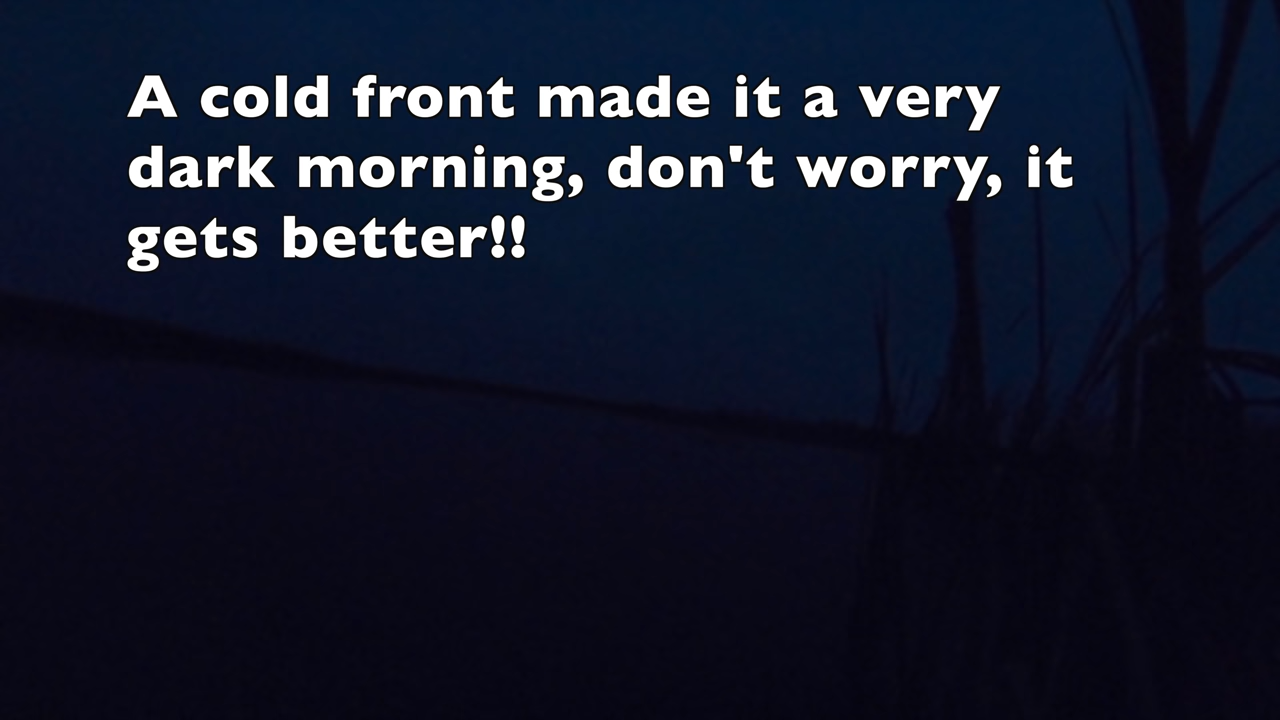 A cold front made it a very
dark morning, don't worry, it
gets better!!